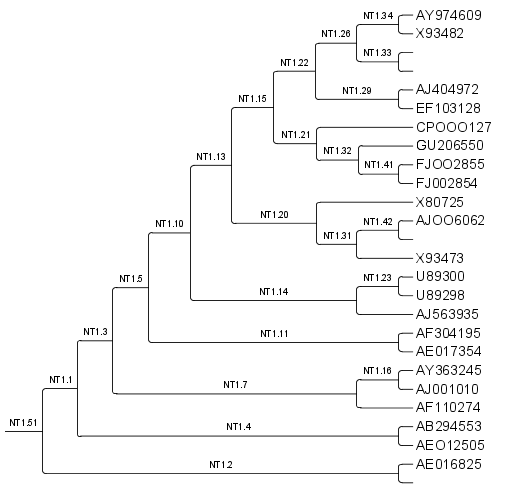 NT1.34 AY974609
NT1.26 X93482
NT1.33
NT1.22
NT1.29 AJ404972
NT1.15 EF103128
CPOOO127
NT1.21 GU206550
NT1.32
NT1.13 NT1.41 FJOO2855
FJ002854
X80725
NT1.20 NT1.42 AJOO6062
NT1.10 NT1.31
X93473
NT1.23 U89300
NT1.5 NT1.14 U89298
AJ563935
NT1.3 NT1.11 AF304195
AE017354
NT1.16 AY363245
NT1.1 NT1.7 AJ001010
AF110274
NT1.51 NT1.4 AB294553
AEO12505
NT1.2 AE016825